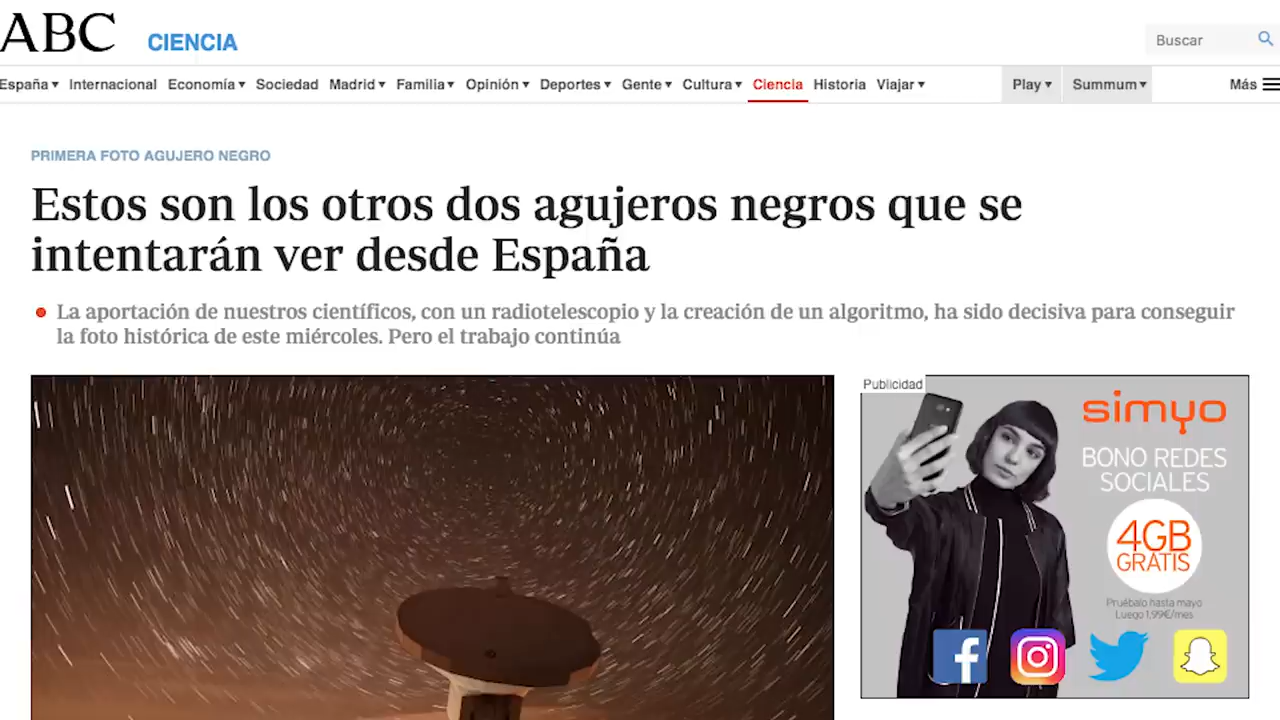 ABC CIENCIA
Buscar
España Internacional Economía Sociedad Madrid Familia Opinión Deportes Gente Cultura Ciencia Historia Viajar Play Summum Más
PRIMERA FOTO AGUJERO NEGRO
Estos son los otros dos agujeros negros que se
intentarán ver desde España
La aportación de nuestros científicos, con un radiotelescopio y la creación de un algoritmo, ha sido decisiva para conseguir
la foto histórica de este miércoles. Pero el trabajo continúa
Publicidad
simyo
BONO REDES
SOCIALES
4GB
GRATIS
Pruébalo hasta mayo
Luego 1,99€/mes